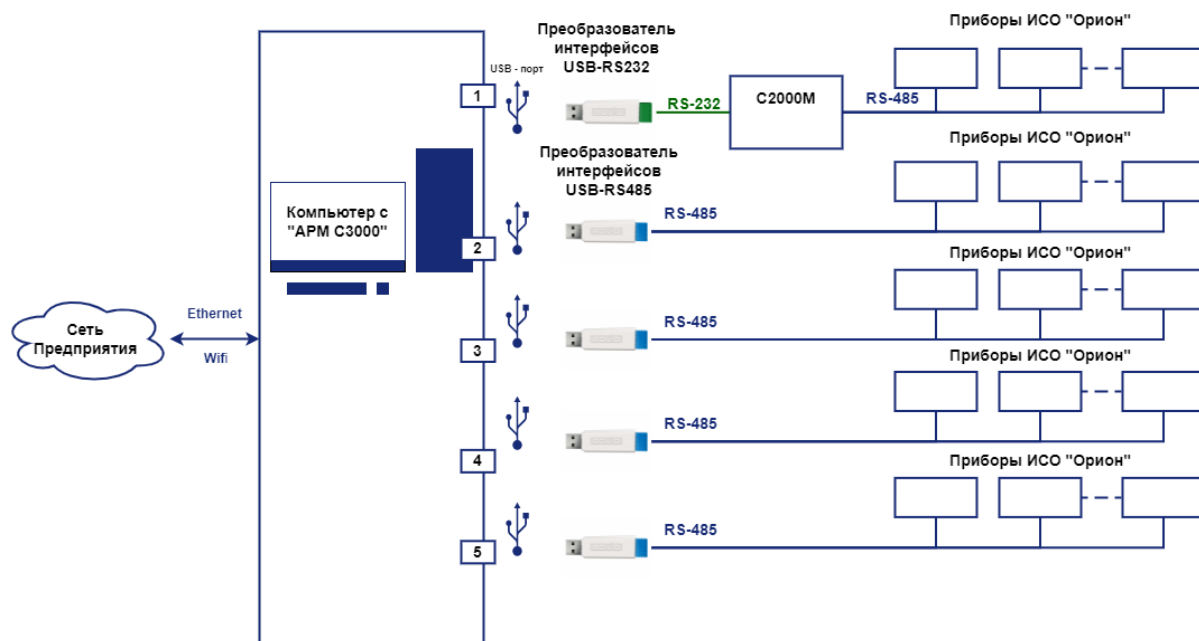 Приборы ИСО "Орион"
Преобразователь
интерфейсов
USB-RS232
USB - порт
1
RS-232
С2000М
RS-485
Приборы ИСО "Орион"
Преобразователь
интерфейсов
USB-RS485
Компьютер с
"АРМ С3000"
2
RS-485
Приборы ИСО "Орион"
Ethernet
Сеть
Предприятия
Wifi
3
RS-485
Приборы ИСО "Орион"
4
RS-485
Приборы ИСО "Орион"
5
RS-485